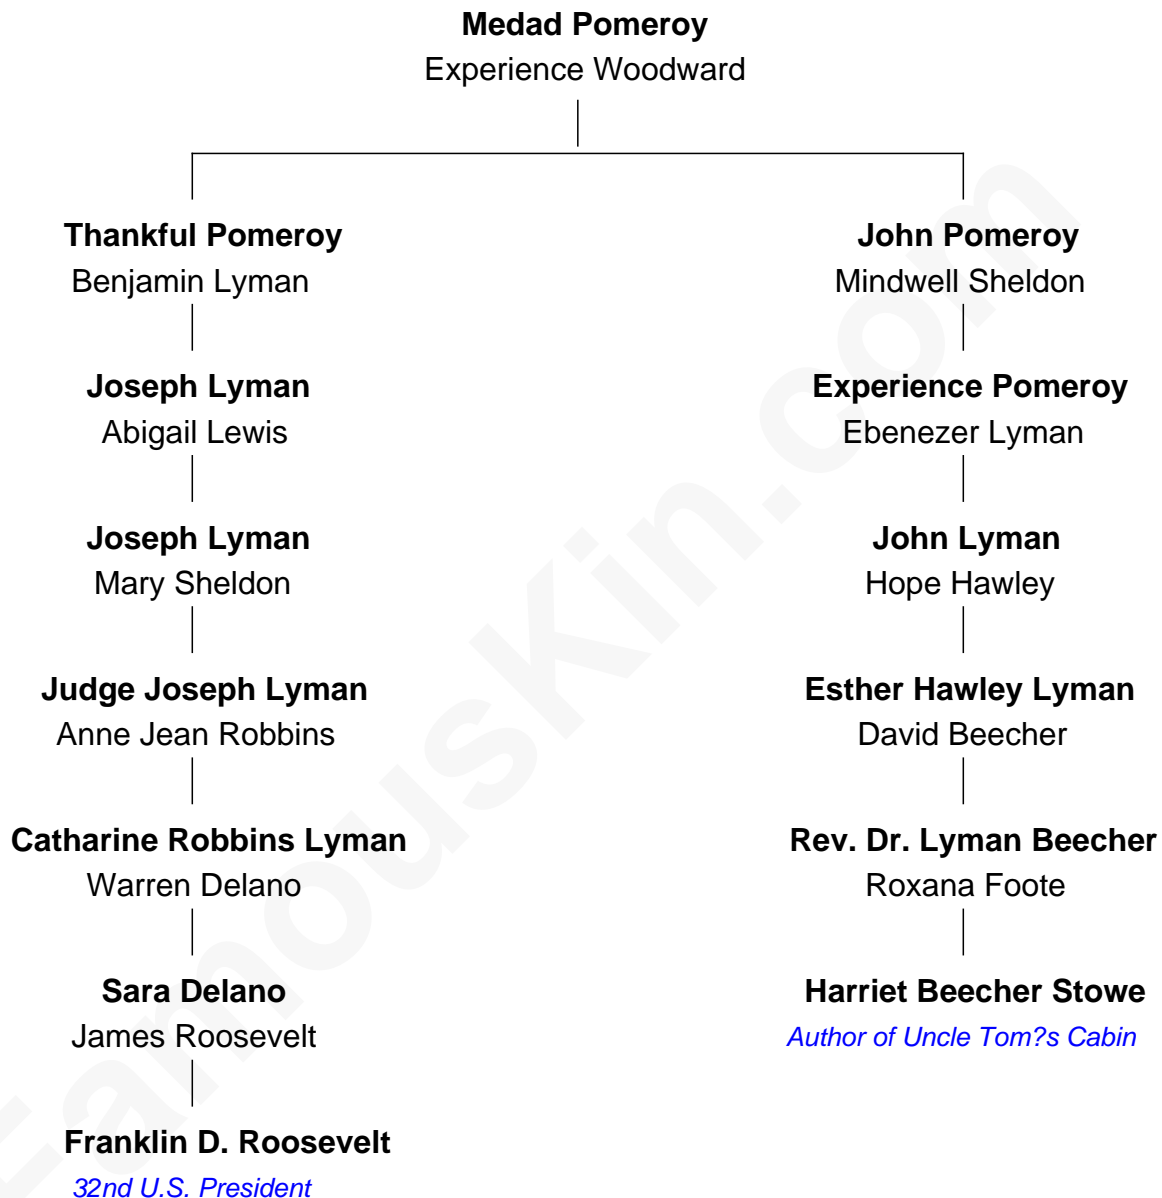 Medad Pomeroy
Experience Woodward
Thankful Pomeroy
Benjamin Lyman
John Pomeroy
Mindwell Sheldon
Joseph Lyman
Abigail Lewis
Experience Pomeroy
Ebenezer Lyman
Joseph Lyman
Mary Sheldon
John Lyman
Hope Hawley
Judge Joseph Lyman
Anne Jean Robbins
Esther Hawley Lyman
David Beecher
Catharine Robbins Lyman
Warren Delano
Rev. Dr. Lyman Beecher
Roxana Foote
Sara Delano
James Roosevelt
Harriet Beecher Stowe
Author of Uncle Tom?s Cabin
Franklin D. Roosevelt
32nd U.S. President
FamousKin.com